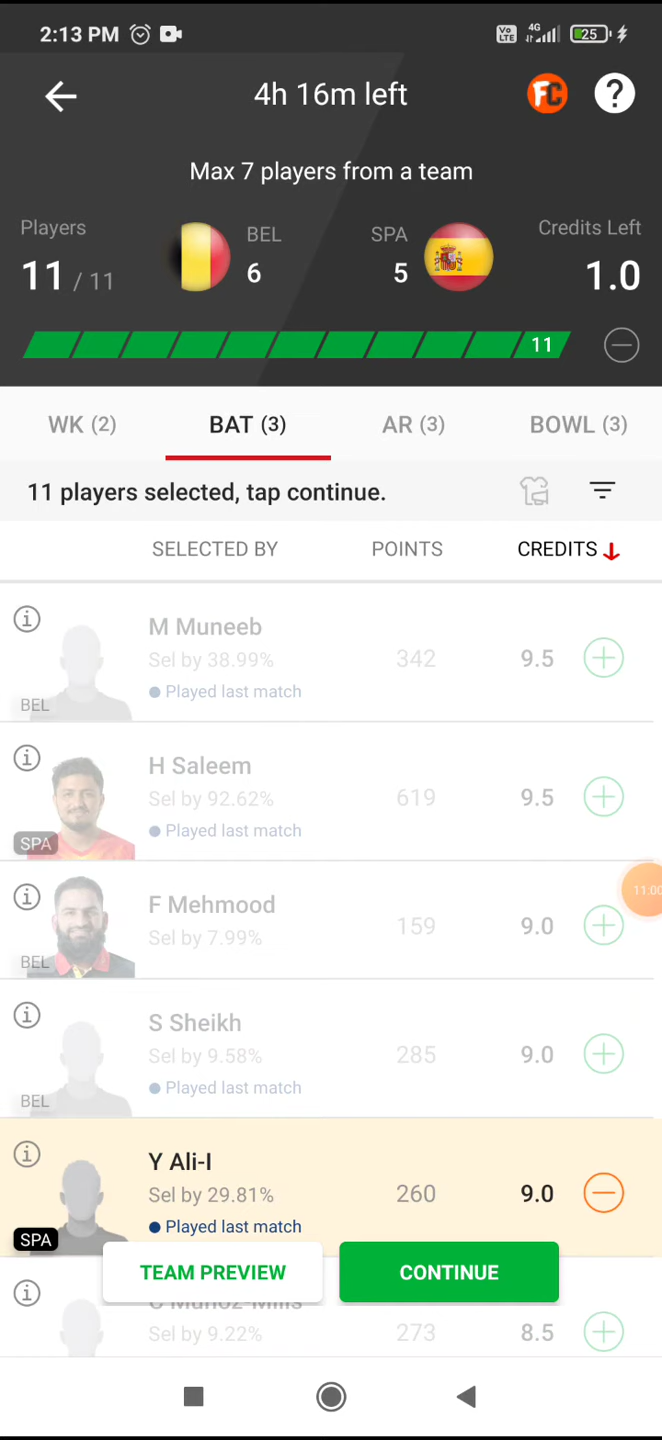 2:13 PM
Vo LTE 4G 25
4h 16m left FC ?
Max 7 players from a team
Players BEL SPA Credits Left
11 / 11 6 5 1.0
11
WK (2) BAT (3) AR (3) BOWL (3)
11 players selected, tap continue.
SELECTED BY POINTS CREDITS
M Muneeb
Sel by 38.99% 342 9.5
Played last match
BEL
H Saleem
Sel by 92.62% 619 9.5
Played last match
SPA
11:00
F Mehmood
Sel by 7.99% 159 9.0
BEL
S Sheikh
Sel by 9.58% 285 9.0
Played last match
BEL
Y Ali-I
Sel by 29.81% 260 9.0
Played last match
SPA
TEAM PREVIEW CONTINUE
Sel by 9.22% 273 8.5